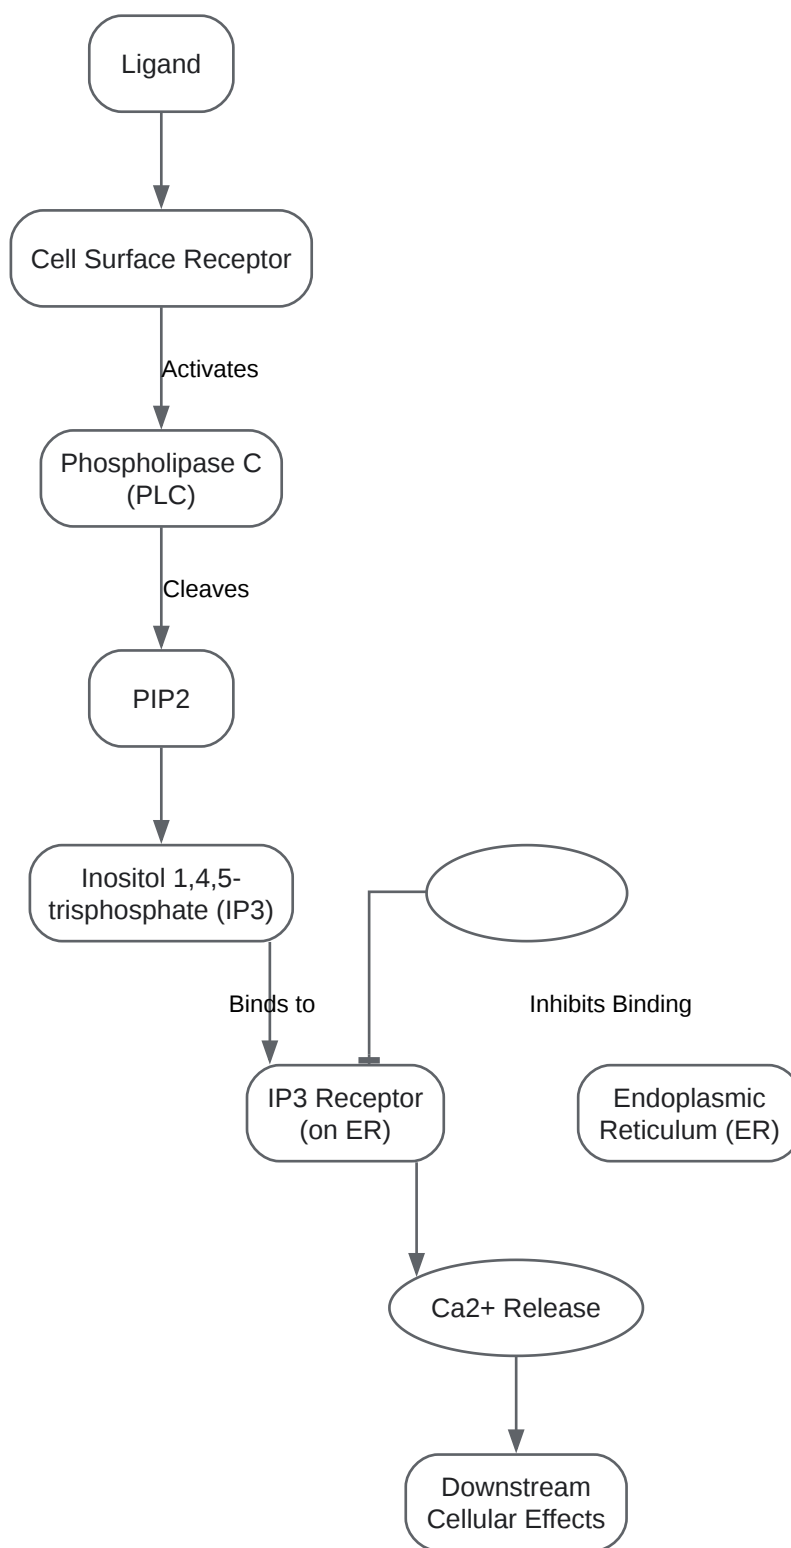 Ligand
Cell Surface Receptor
Activates
Phospholipase C
(PLC)
Cleaves
PIP2
Inositol 1,4,5-
trisphosphate (IP3)
Binds to
Inhibits Binding
IP3 Receptor
(on ER)
Endoplasmic
Reticulum (ER)
Ca2+ Release
Downstream
Cellular Effects